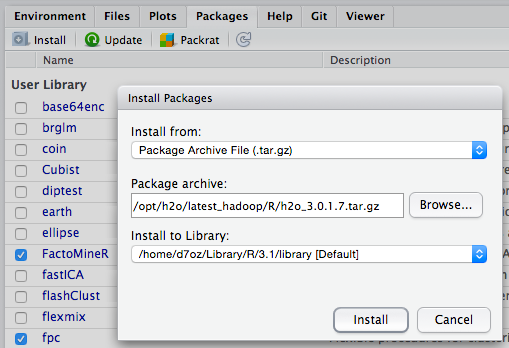 Environment Files Plots Packages Help Git Viewer
Install Update Packrat
Name Description
User Library
base64enc
brglm
coin
Cubist
diptest
earth
ellipse
FactoMineR
fastICA
flashClust
flexmix
fpc
Install Packages
Install from:
Package Archive File (.tar.gz)
Package archive:
/opt/h2o/latest_hadoop/R/h2o_3.0.1.7.tar.gz Browse...
Install to Library:
/home/d7oz/Library/R/3.1/library [Default]
Install Cancel